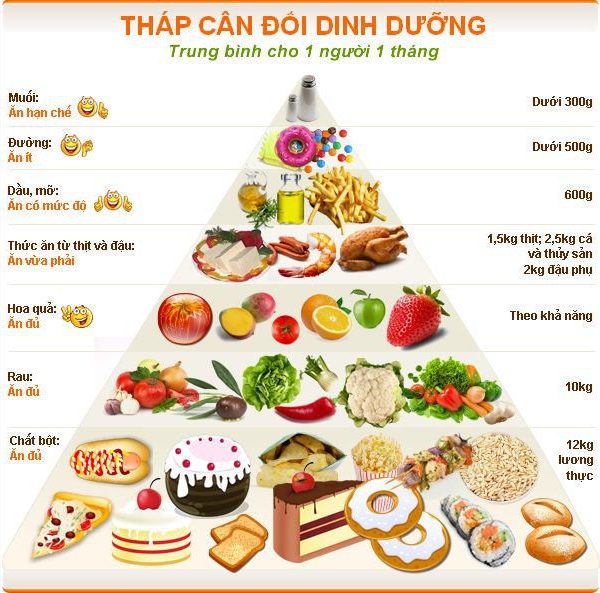 THÁP CÂN ĐỐI DINH DƯỠNG
Trung bình cho 1 người 1 tháng
Muối:
Ăn hạn chế
Dưới 300g
Đường:
Ăn ít
Dưới 500g
Dầu, mỡ:
Ăn có mức độ
600g
Thức ăn từ thịt và đậu:
Ăn vừa phải
1,5kg thịt; 2,5kg cá
và thủy sản
2kg đậu phụ
Hoa quả:
Ăn đủ
Theo khả năng
Rau:
Ăn đủ
10kg
Chất bột:
Ăn đủ
12kg
lương
thực